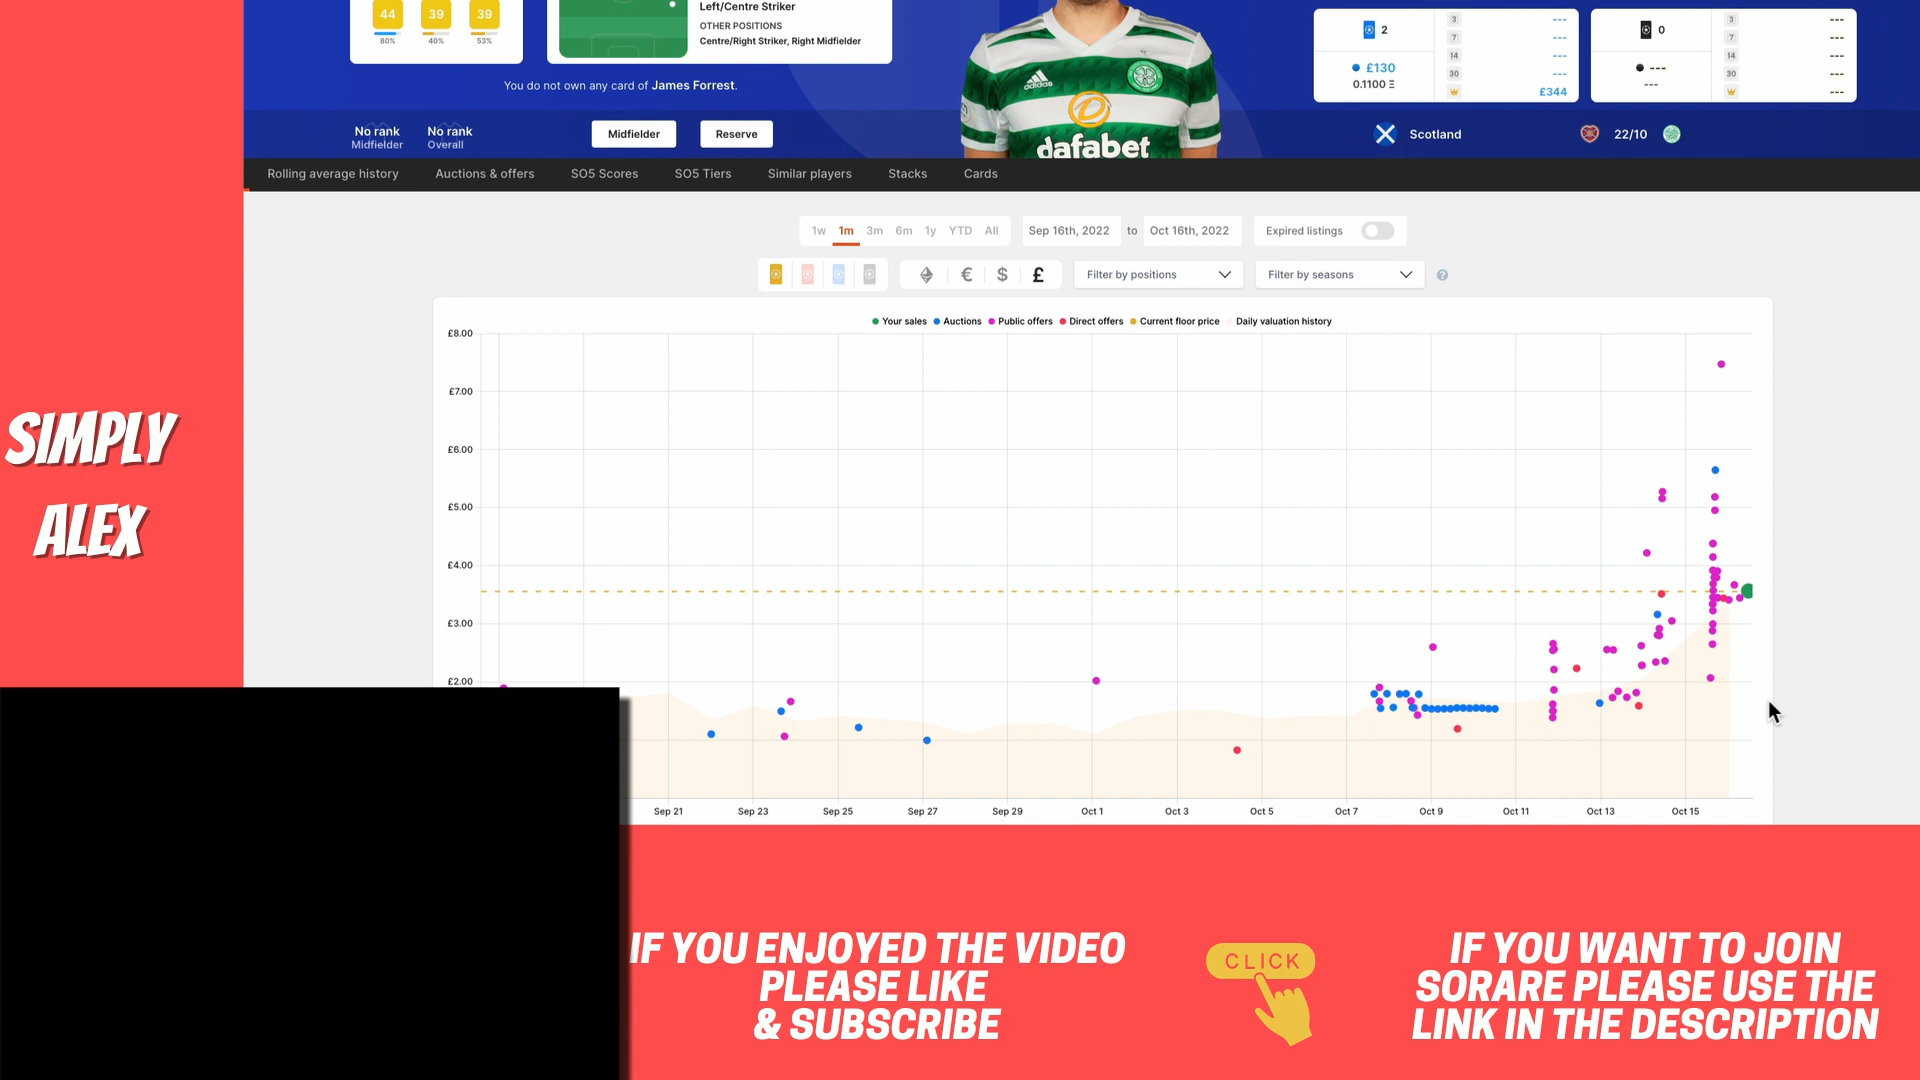 44
39
39
80%
40%
53%
Left/Centre Striker
OTHER POSITIONS
Centre/Right Striker, Right Midfielder
You do not own any card of James Forrest.
adidas
dafabet
2
£130
0.1100 Ξ
3 ---
7 ---
14 ---
30 ---
£344
0
---
---
3 ---
7 ---
14 ---
30 ---
---
No rank
Midfielder
No rank
Overall
Midfielder
Reserve
Scotland
22/10
Rolling average history
Auctions & offers
SO5 Scores
SO5 Tiers
Similar players
Stacks
Cards
1w 1m 3m 6m 1y YTD All
Sep 16th, 2022 to Oct 16th, 2022
Expired listings
€ $ £
Filter by positions
Filter by seasons
?
Your sales Auctions Public offers Direct offers Current floor price Daily valuation history
£8.00
£7.00
£6.00
£5.00
£4.00
£3.00
£2.00
Sep 21 Sep 23 Sep 25 Sep 27 Sep 29 Oct 1 Oct 3 Oct 5 Oct 7 Oct 9 Oct 11 Oct 13 Oct 15
SIMPLY
ALEX
IF YOU ENJOYED THE VIDEO
PLEASE LIKE
& SUBSCRIBE
CLICK
IF YOU WANT TO JOIN
SORARE PLEASE USE THE
LINK IN THE DESCRIPTION